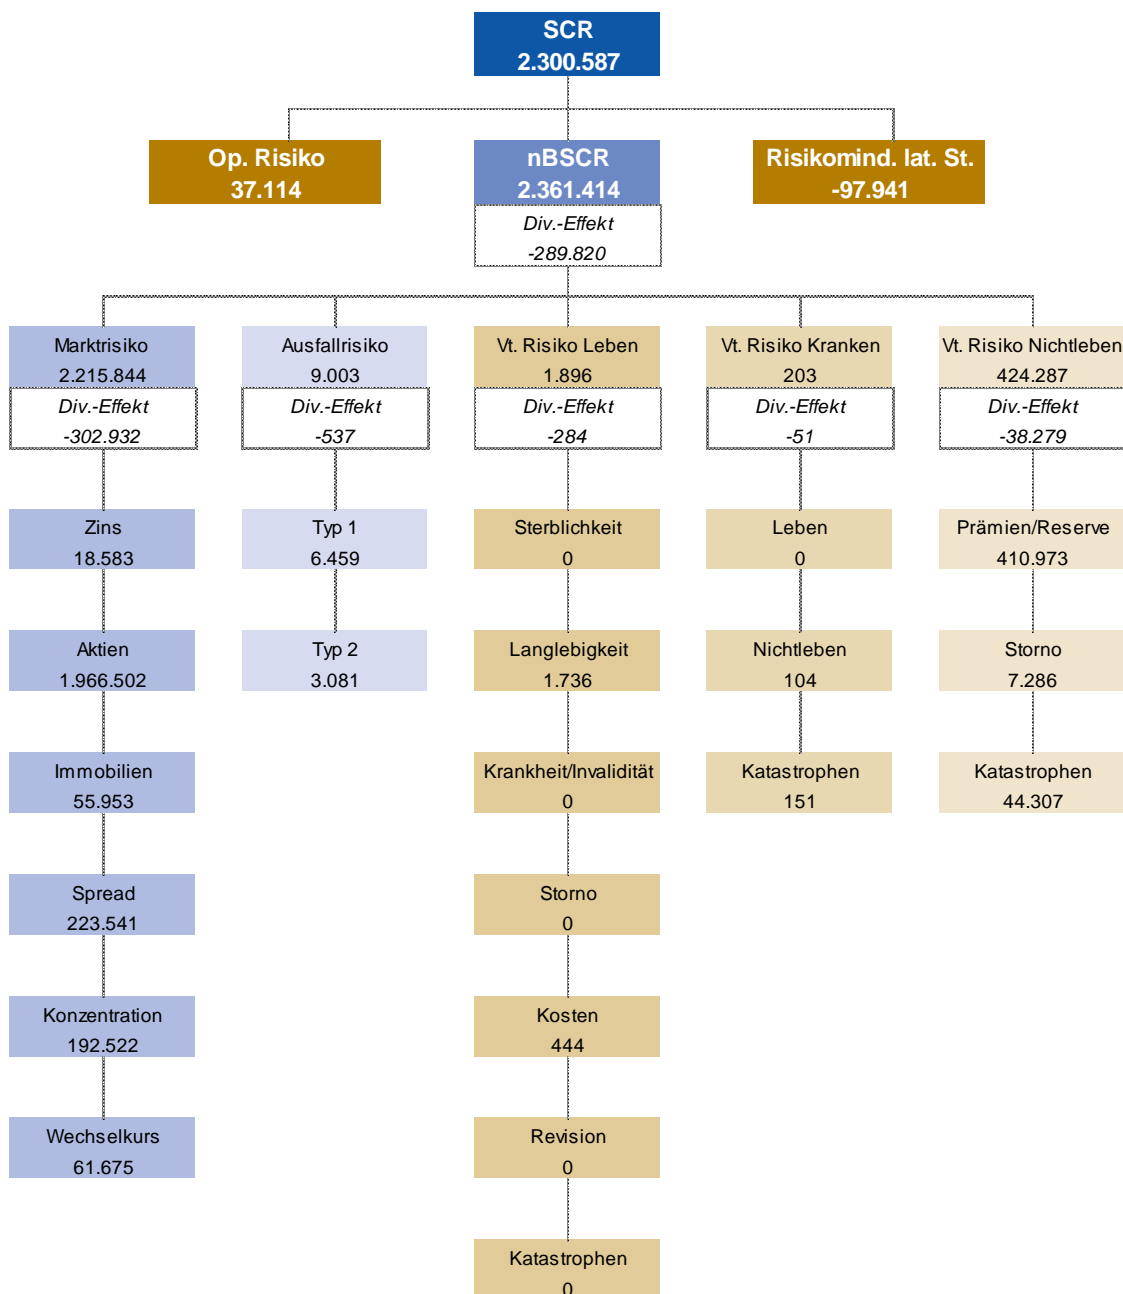 SCR
2.300.587
Op. Risiko
37.114
nBSCR
2.361.414
Risikomind. lat. St.
-97.941
Div.-Effekt
-289.820
Marktrisiko
2.215.844
Div.-Effekt
-302.932
Ausfallrisiko
9.003
Div.-Effekt
-537
Vt. Risiko Leben
1.896
Div.-Effekt
-284
Vt. Risiko Kranken
203
Div.-Effekt
-51
Vt. Risiko Nichtleben
424.287
Div.-Effekt
-38.279
Zins
18.583
Aktien
1.966.502
Immobilien
55.953
Spread
223.541
Konzentration
192.522
Wechselkurs
61.675
Typ 1
6.459
Typ 2
3.081
Sterblichkeit
0
Langlebigkeit
1.736
Krankheit/Invalidität
0
Storno
0
Kosten
444
Revision
0
Katastrophen
0
Leben
0
Nichtleben
104
Katastrophen
151
Prämien/Reserve
410.973
Storno
7.286
Katastrophen
44.307